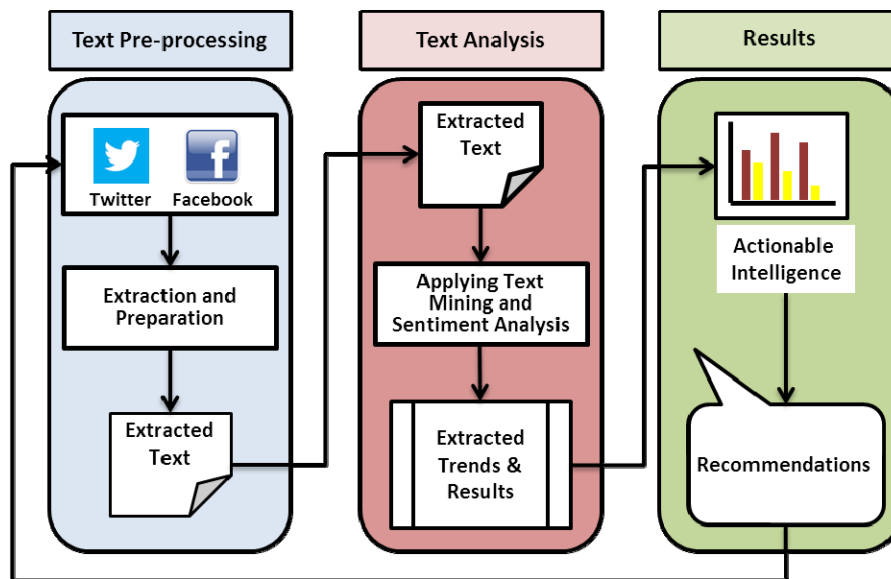 Text Pre-processing
Twitter
Facebook
Extraction and
Preparation
Extracted
Text
Text Analysis
Extracted
Text
Applying Text
Mining and
Sentiment Analysis
Extracted
Trends &
Results
Results
Actionable
Intelligence
Recommendations